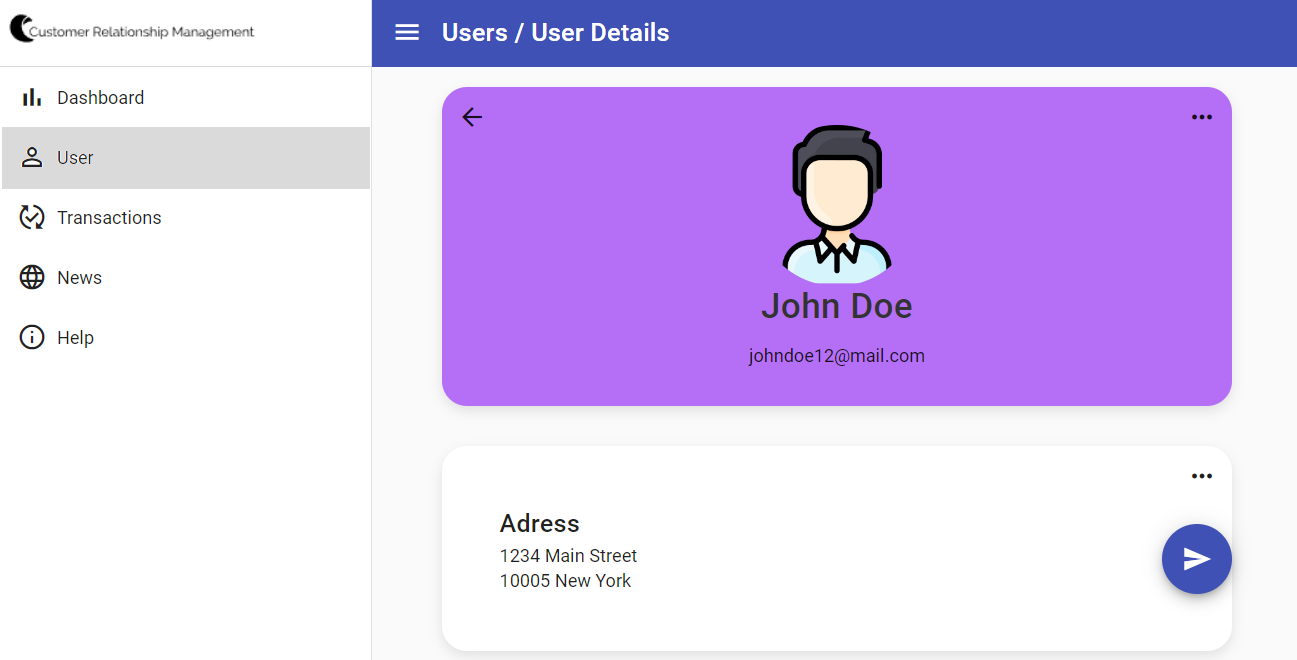 Customer Relationship Management
Users / User Details
Dashboard
User
Transactions
News
Help
John Doe
johndoe12@mail.com
Adress
1234 Main Street
10005 New York